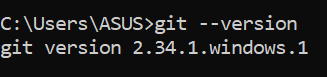 C:\Users\ASUS>git --version
git version 2.34.1.windows.1